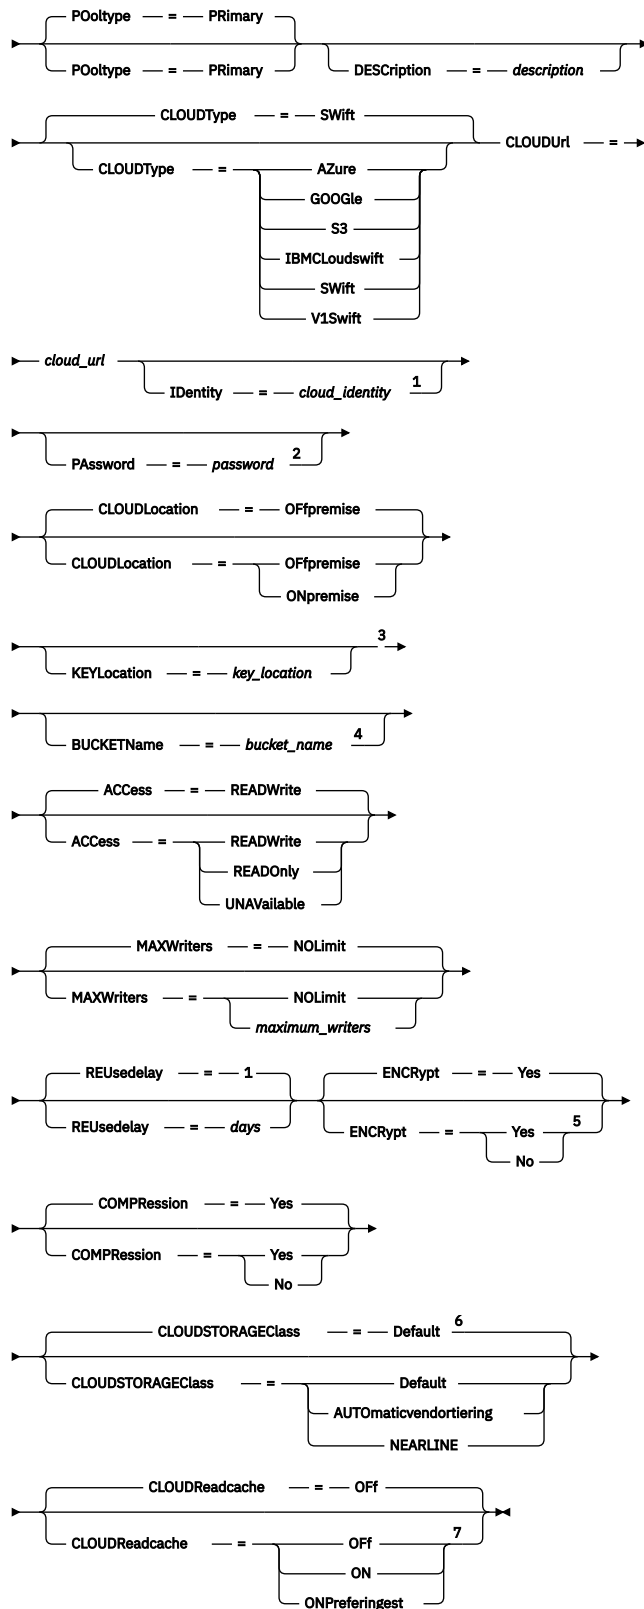 POoltype = PRimary
POoltype = PRimary DESCription = description
CLOUDType = SWift
CLOUDUrl =
CLOUDType = AZure
GOOGle
S3
IBMCLoudswift
SWift
V1Swift
cloud_url
IDentity = cloud_identity 1
PAssword = password 2
CLOUDLocation = OFfpremise
CLOUDLocation = OFfpremise
ONpremise
3
KEYLocation = key_location
BUCKETName = bucket_name 4
ACCess = READWrite
ACCess = READWrite
READOnly
UNAVailable
MAXWriters = NOLimit
MAXWriters = NOLimit
maximum_writers
REUsedelay = 1 ENCRypt = Yes
REUsedelay = days ENCRypt = Yes 5
No
COMPRession = Yes
COMPRession = Yes
No
CLOUDSTORAGEClass = Default 6
CLOUDSTORAGEClass = Default
AUTOmaticvendortiering
NEARLINE
CLOUDReadcache = OFf
CLOUDReadcache = OFf 7
ON
ONPreferingest